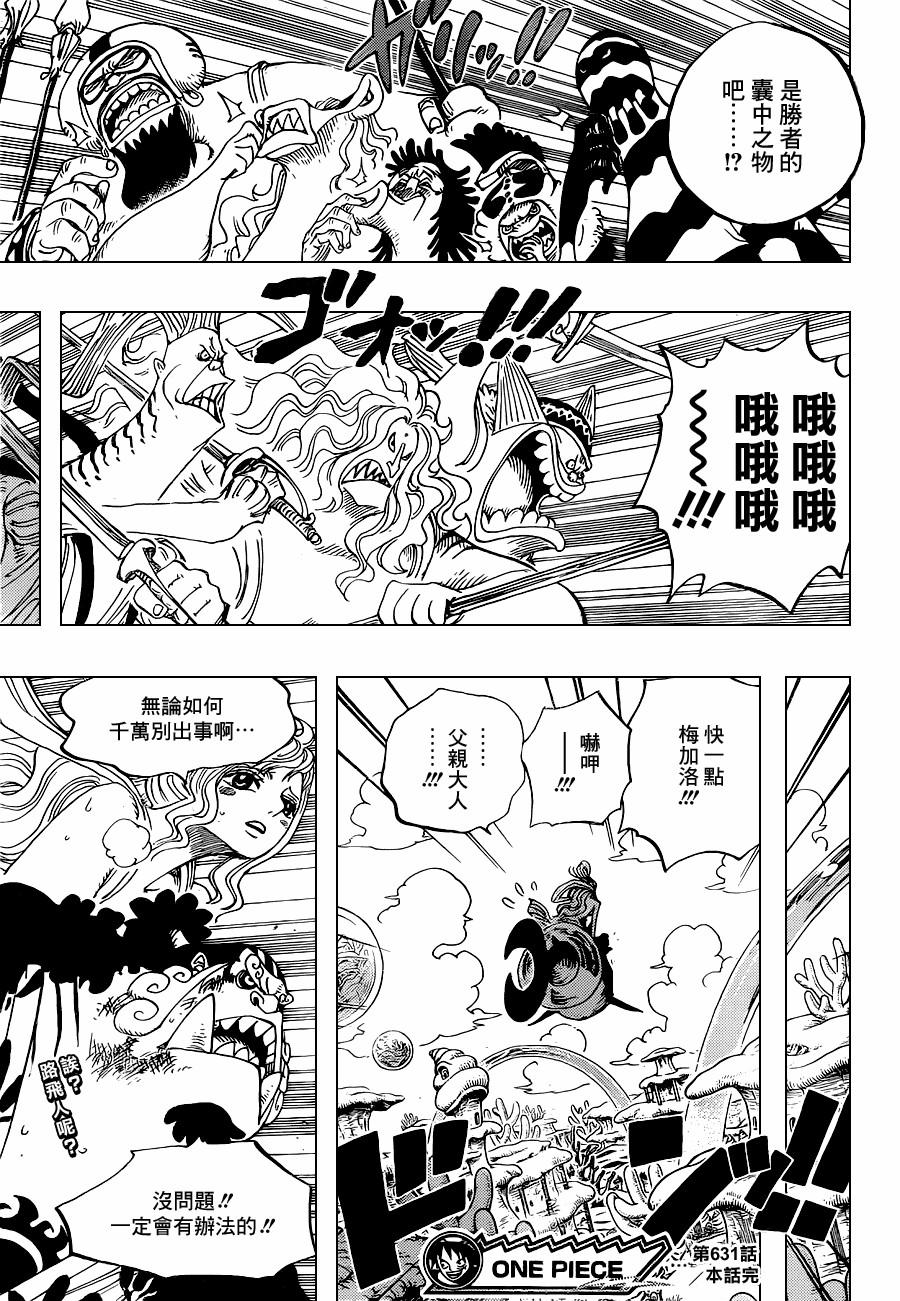 是勝者的
囊中之物
吧……!?
ガッ!!
ゴオッ!!!
哦哦哦
哦哦哦
~~!!!
快一點
梅加洛!!!
嚇呷
——!!!
父親大人
……!!!
ドン!!
無論如何
千萬別出事啊…
誒?
路飛人呢?
沒問題!!
一定會有辦法的!!
ONE PIECE
第631話
本話完